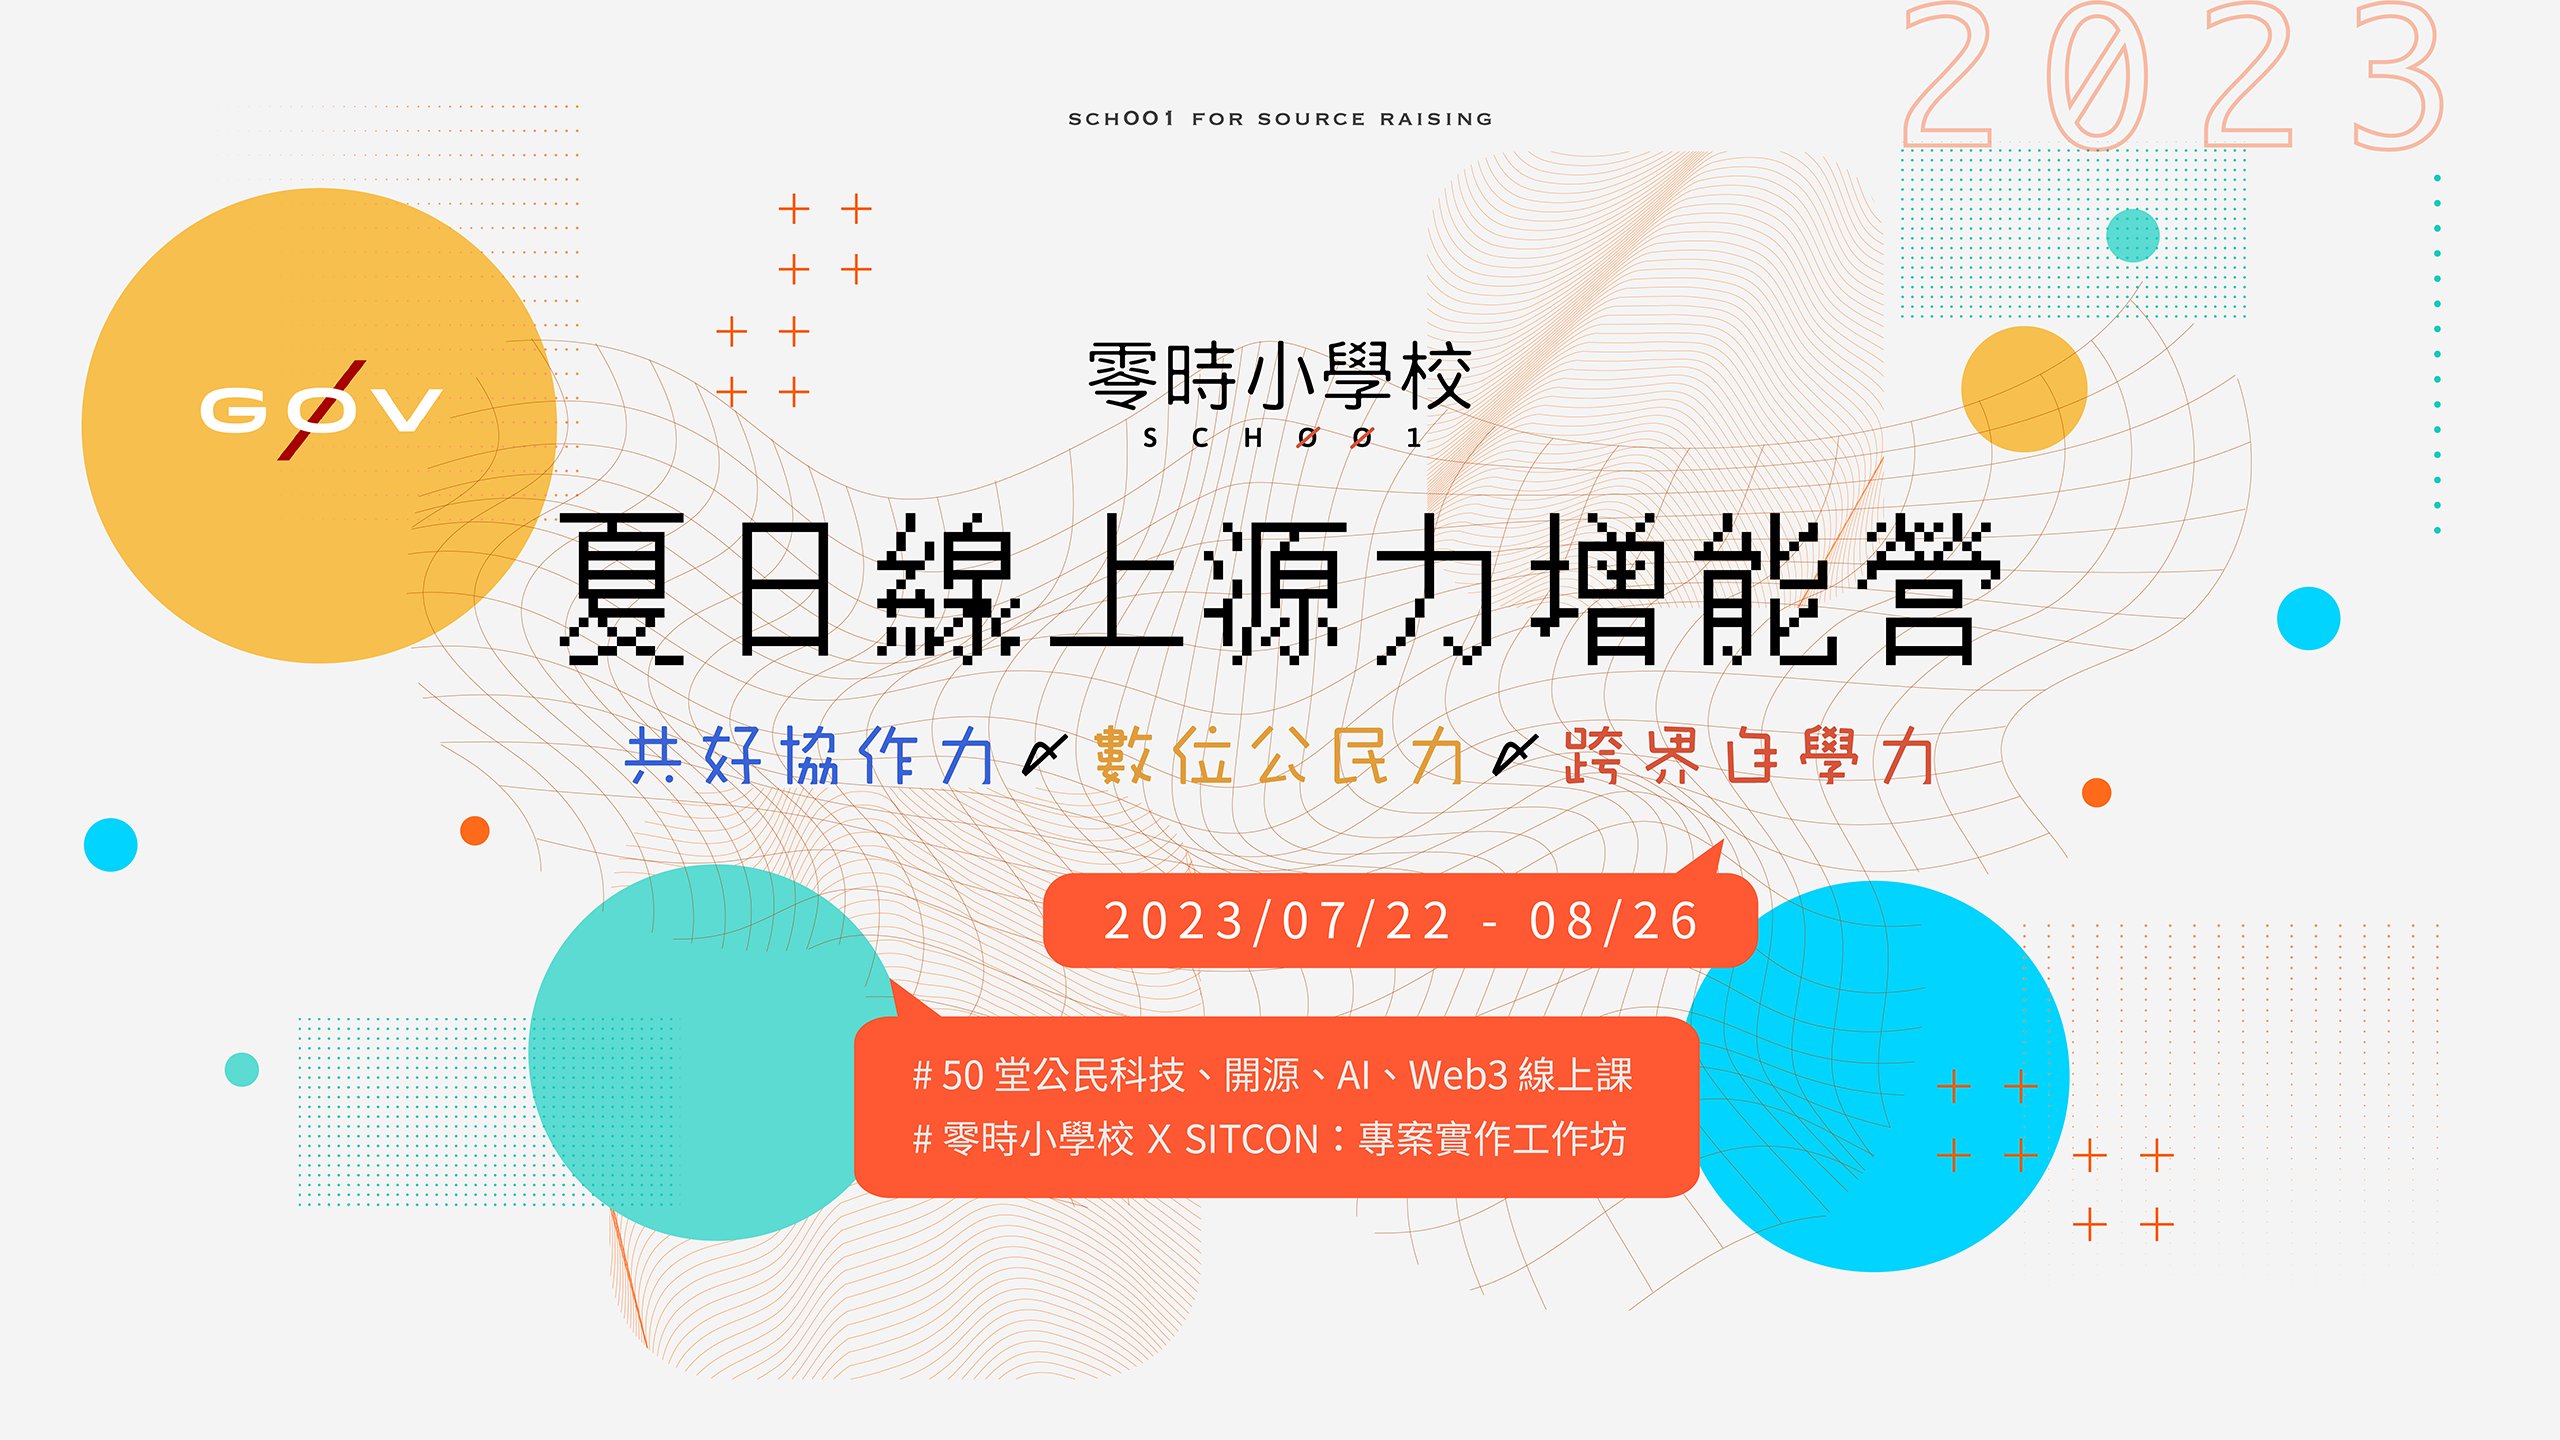 2023
SCH001 FOR SOURCE RAISING
G0V
零時小學校
SCH001
夏日線上源力增能營
共好協作力 〆 數位公民力 〆 跨界自學力
2023/07/22 - 08/26
# 50 堂公民科技、開源、AI、Web3 線上課
# 零時小學校 X SITCON：專案實作工作坊